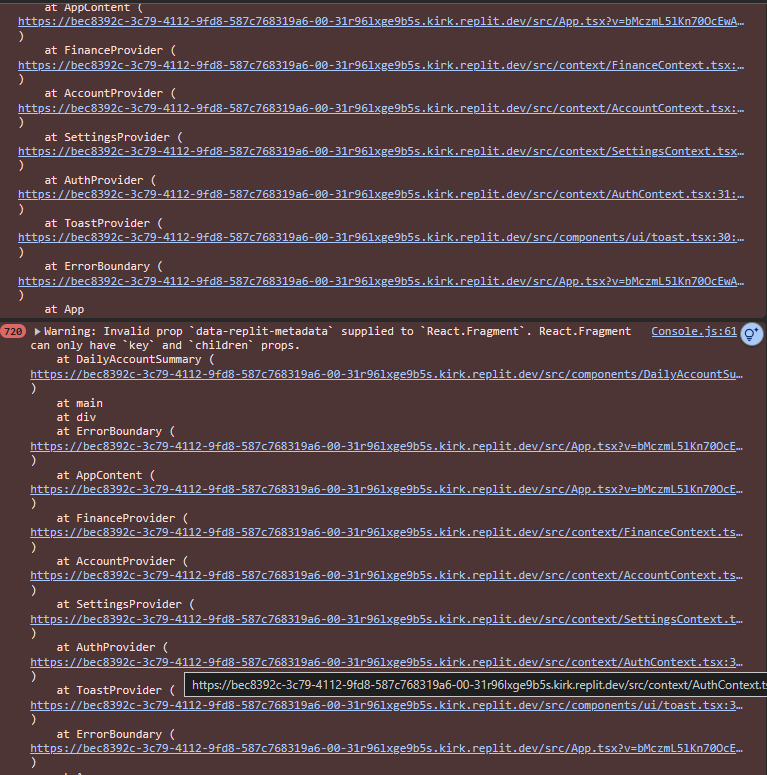 at AppContent (
https://bec8392c-3c79-4112-9fd8-587c768319a6-00-31r96lxge9b5s.kirk.replit.dev/src/App.tsx?v=bMczmL5lKn70OcEwA…
)
at FinanceProvider (
https://bec8392c-3c79-4112-9fd8-587c768319a6-00-31r96lxge9b5s.kirk.replit.dev/src/context/FinanceContext.tsx:…
)
at AccountProvider (
https://bec8392c-3c79-4112-9fd8-587c768319a6-00-31r96lxge9b5s.kirk.replit.dev/src/context/AccountContext.tsx:…
)
at SettingsProvider (
https://bec8392c-3c79-4112-9fd8-587c768319a6-00-31r96lxge9b5s.kirk.replit.dev/src/context/SettingsContext.tsx…
)
at AuthProvider (
https://bec8392c-3c79-4112-9fd8-587c768319a6-00-31r96lxge9b5s.kirk.replit.dev/src/context/AuthContext.tsx:31:…
)
at ToastProvider (
https://bec8392c-3c79-4112-9fd8-587c768319a6-00-31r96lxge9b5s.kirk.replit.dev/src/components/ui/toast.tsx:30:…
)
at ErrorBoundary (
https://bec8392c-3c79-4112-9fd8-587c768319a6-00-31r96lxge9b5s.kirk.replit.dev/src/App.tsx?v=bMczmL5lKn70OcEwA…
)
at App
720 Warning: Invalid prop `data-replit-metadata` supplied to `React.Fragment`. React.Fragment Console.js:61
can only have `key` and `children` props.
at DailyAccountSummary (
https://bec8392c-3c79-4112-9fd8-587c768319a6-00-31r96lxge9b5s.kirk.replit.dev/src/components/DailyAccountSu…
)
at main
at div
at ErrorBoundary (
https://bec8392c-3c79-4112-9fd8-587c768319a6-00-31r96lxge9b5s.kirk.replit.dev/src/App.tsx?v=bMczmL5lKn70OcE…
)
at AppContent (
https://bec8392c-3c79-4112-9fd8-587c768319a6-00-31r96lxge9b5s.kirk.replit.dev/src/App.tsx?v=bMczmL5lKn70OcE…
)
at FinanceProvider (
https://bec8392c-3c79-4112-9fd8-587c768319a6-00-31r96lxge9b5s.kirk.replit.dev/src/context/FinanceContext.ts…
)
at AccountProvider (
https://bec8392c-3c79-4112-9fd8-587c768319a6-00-31r96lxge9b5s.kirk.replit.dev/src/context/AccountContext.ts…
)
at SettingsProvider (
https://bec8392c-3c79-4112-9fd8-587c768319a6-00-31r96lxge9b5s.kirk.replit.dev/src/context/SettingsContext.t…
)
at AuthProvider (
https://bec8392c-3c79-4112-9fd8-587c768319a6-00-31r96lxge9b5s.kirk.replit.dev/src/context/AuthContext.tsx:3…
)
https://bec8392c-3c79-4112-9fd8-587c768319a6-00-31r96lxge9b5s.kirk.replit.dev/src/context/AuthContext.ts
at ToastProvider (
https://bec8392c-3c79-4112-9fd8-587c768319a6-00-31r96lxge9b5s.kirk.replit.dev/src/components/ui/toast.tsx:3…
)
at ErrorBoundary (
https://bec8392c-3c79-4112-9fd8-587c768319a6-00-31r96lxge9b5s.kirk.replit.dev/src/App.tsx?v=bMczmL5lKn70OcE…
)